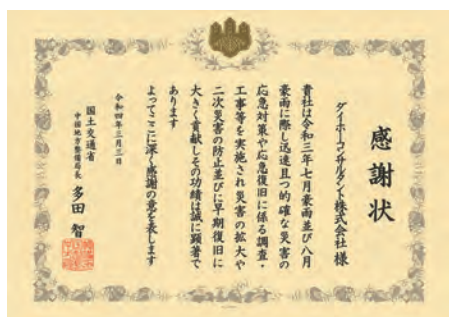 感謝状
ダイホーコンサルタント株式会社 様
貴社は令和三年七月豪雨並び八月
豪雨に際し迅速且つ的確な災害の
応急対策や応急復旧に係る調査・
工事等を実施され災害の拡大や
二次災害の防止並びに早期復旧に
大きく貢献しその功績は誠に顕著で
あります
よってここに深く感謝の意を表します
令和四年三月三日
国土交通省
中国地方整備局長 多田 智